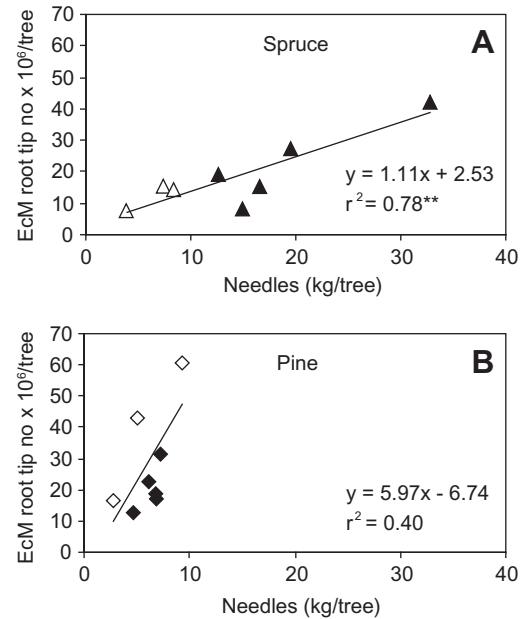 A
Spruce
EcM root tip no x 10⁶/tree
70
60
50
40
30
20
10
0
y = 1.11x + 2.53
r² = 0.78**
0 10 20 30 40
Needles (kg/tree)
B
Pine
EcM root tip no x 10⁶/tree
70
60
50
40
30
20
10
0
y = 5.97x - 6.74
r² = 0.40
0 10 20 30 40
Needles (kg/tree)